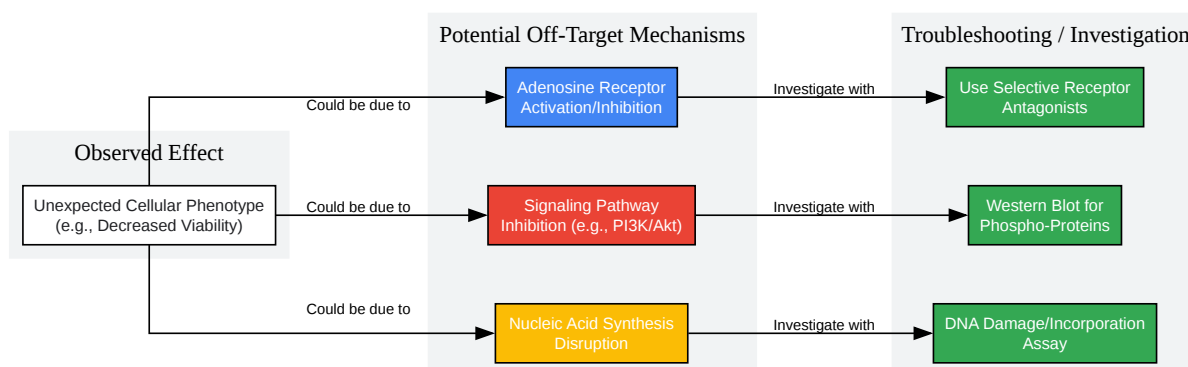 Potential Off-Target Mechanisms
Troubleshooting / Investigation
Adenosine Receptor
Activation/Inhibition
Use Selective Receptor
Antagonists
Could be due to
Investigate with
Observed Effect
Unexpected Cellular Phenotype
(e.g., Decreased Viability)
Could be due to
Signaling Pathway
Inhibition (e.g., PI3K/Akt)
Investigate with
Western Blot for
Phospho-Proteins
Could be due to
Nucleic Acid Synthesis
Disruption
Investigate with
DNA Damage/Incorporation
Assay